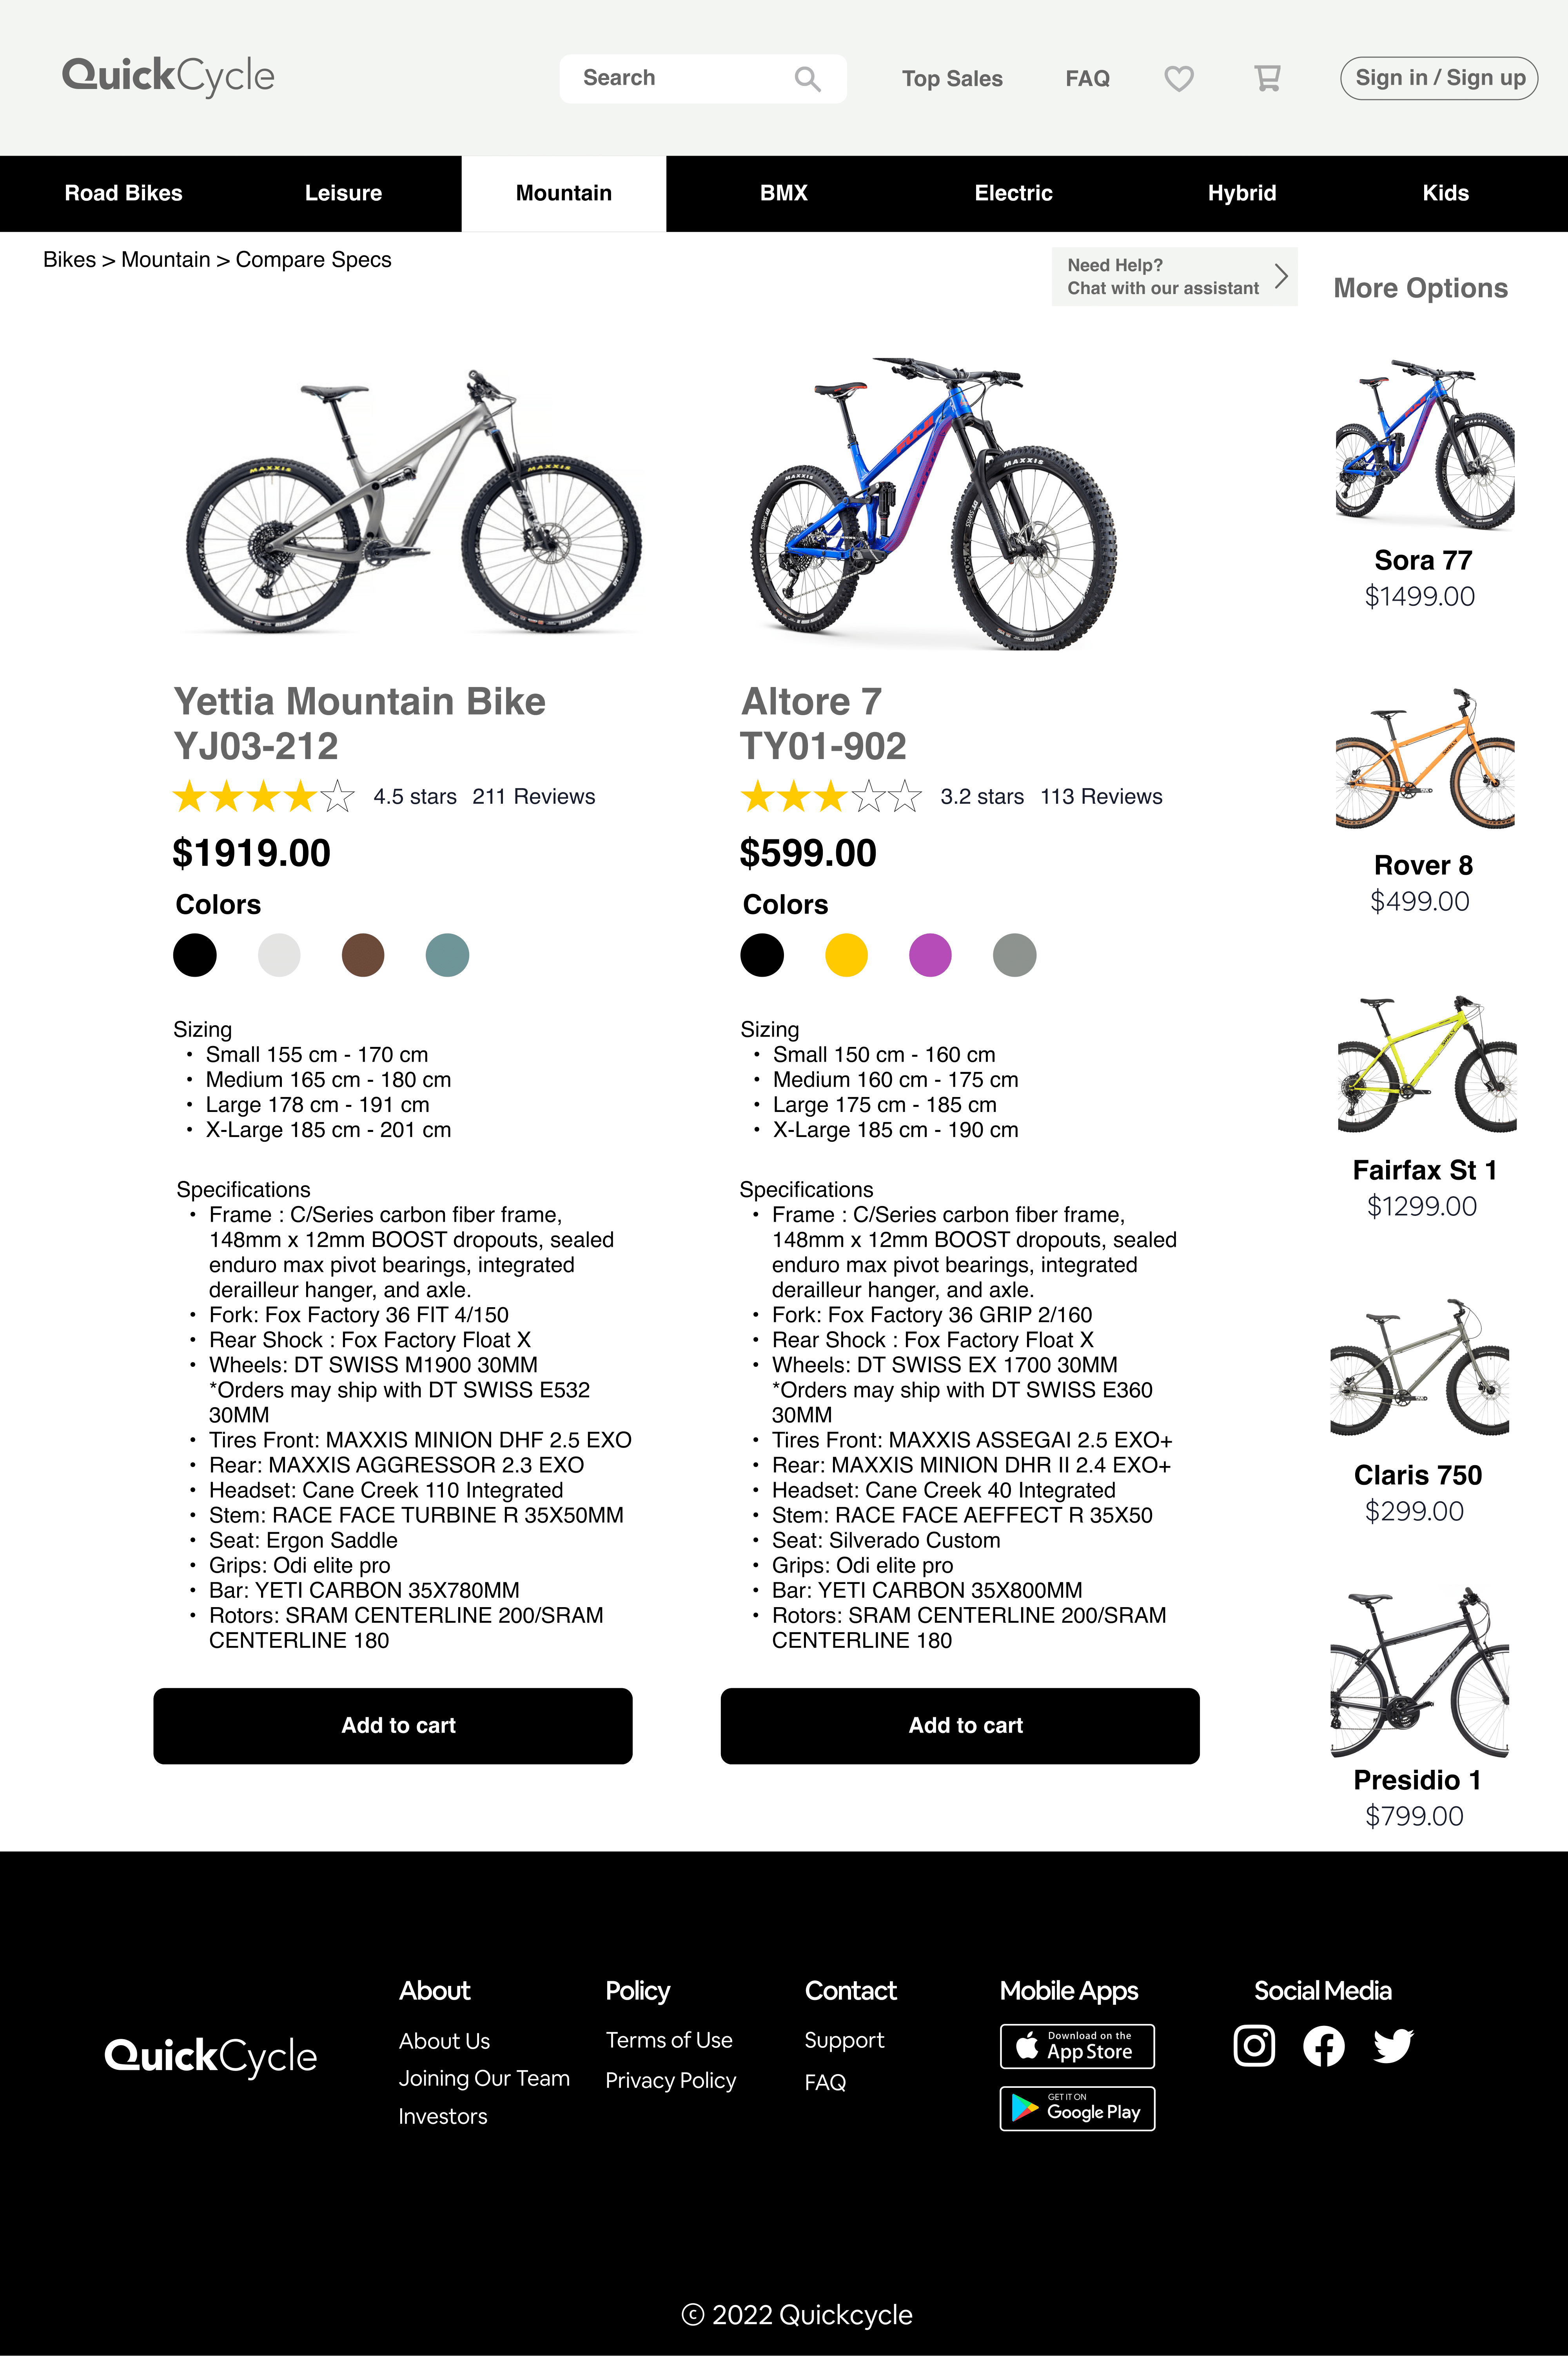 QuickCycle
Search
Top Sales
FAQ
Sign in / Sign up
Road Bikes
Leisure
Mountain
BMX
Electric
Hybrid
Kids
Bikes > Mountain > Compare Specs
Need Help?
Chat with our assistant
More Options
MAXXIS
MAXXIS
FUJI
MAXXIS
MAXXIS
Yettia Mountain Bike
YJ03-212
4.5 stars 211 Reviews
$1919.00
Colors
Sizing
• Small 155 cm - 170 cm
• Medium 165 cm - 180 cm
• Large 178 cm - 191 cm
• X-Large 185 cm - 201 cm
Specifications
• Frame : C/Series carbon fiber frame,
148mm x 12mm BOOST dropouts, sealed
enduro max pivot bearings, integrated
derailleur hanger, and axle.
• Fork: Fox Factory 36 FIT 4/150
• Rear Shock : Fox Factory Float X
• Wheels: DT SWISS M1900 30MM
*Orders may ship with DT SWISS E532
30MM
• Tires Front: MAXXIS MINION DHF 2.5 EXO
• Rear: MAXXIS AGGRESSOR 2.3 EXO
• Headset: Cane Creek 110 Integrated
• Stem: RACE FACE TURBINE R 35X50MM
• Seat: Ergon Saddle
• Grips: Odi elite pro
• Bar: YETI CARBON 35X780MM
• Rotors: SRAM CENTERLINE 200/SRAM
CENTERLINE 180
Add to cart
Altore 7
TY01-902
3.2 stars 113 Reviews
$599.00
Colors
Sizing
• Small 150 cm - 160 cm
• Medium 160 cm - 175 cm
• Large 175 cm - 185 cm
• X-Large 185 cm - 190 cm
Specifications
• Frame : C/Series carbon fiber frame,
148mm x 12mm BOOST dropouts, sealed
enduro max pivot bearings, integrated
derailleur hanger, and axle.
• Fork: Fox Factory 36 GRIP 2/160
• Rear Shock : Fox Factory Float X
• Wheels: DT SWISS EX 1700 30MM
*Orders may ship with DT SWISS E360
30MM
• Tires Front: MAXXIS ASSEGAI 2.5 EXO+
• Rear: MAXXIS MINION DHR II 2.4 EXO+
• Headset: Cane Creek 40 Integrated
• Stem: RACE FACE AEFFECT R 35X50
• Seat: Silverado Custom
• Grips: Odi elite pro
• Bar: YETI CARBON 35X800MM
• Rotors: SRAM CENTERLINE 200/SRAM
CENTERLINE 180
Add to cart
Sora 77
$1499.00
Rover 8
$499.00
Fairfax St 1
$1299.00
Claris 750
$299.00
Presidio 1
$799.00
QuickCycle
About
About Us
Joining Our Team
Investors
Policy
Terms of Use
Privacy Policy
Contact
Support
FAQ
Mobile Apps
Download on the
App Store
GET IT ON
Google Play
Social Media
© 2022 Quickcycle